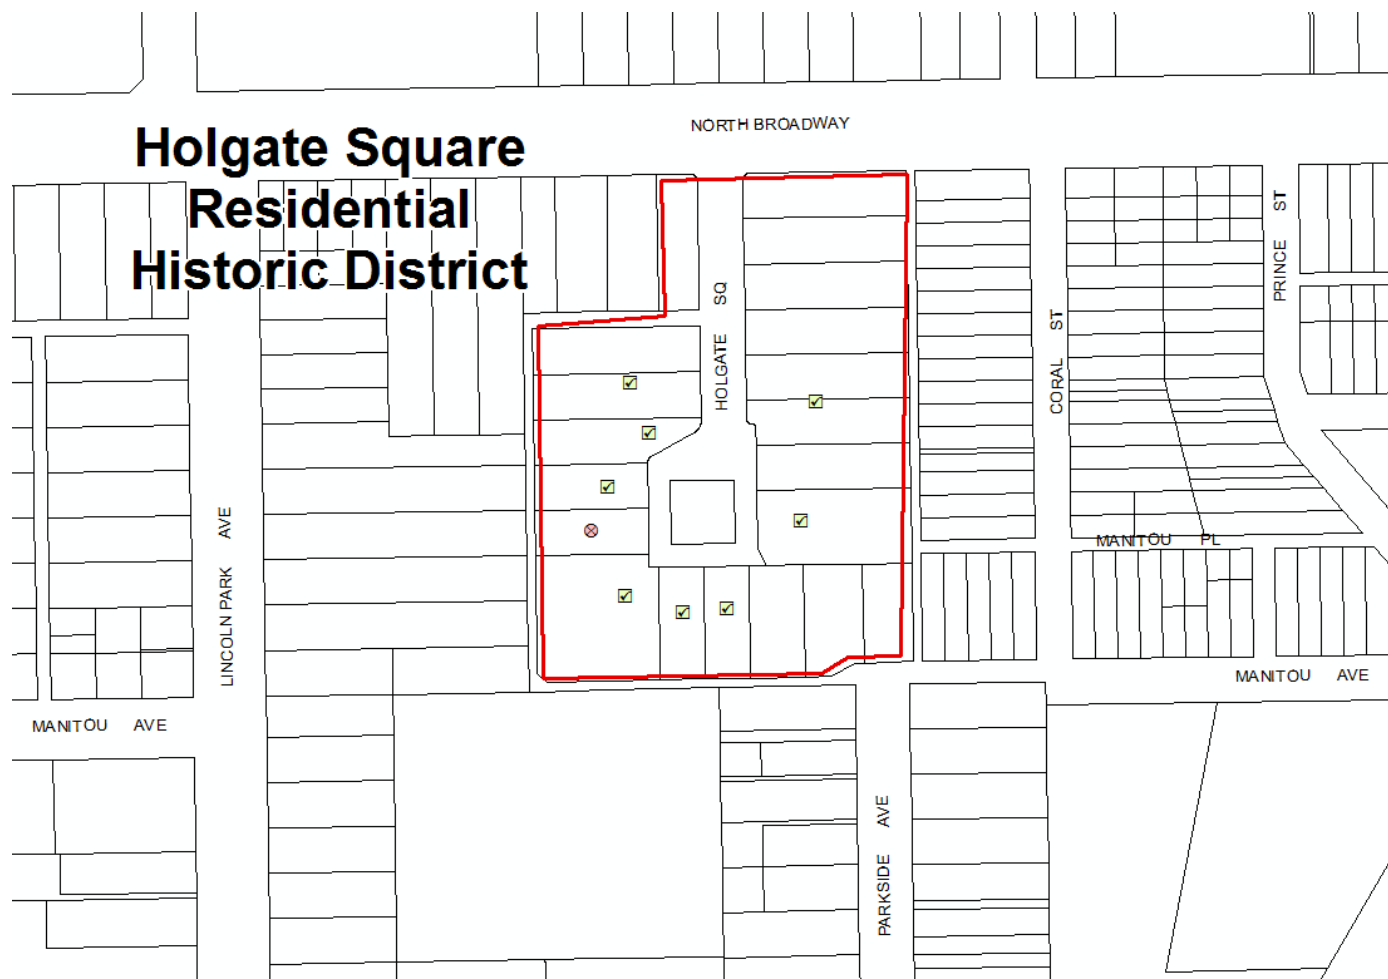 NORTH BROADWAY
Holgate Square
Residential
Historic District
HOLGATE SQ
PRINCE ST
CORAL ST
LINCOLN PARK AVE
MANITOU PL
MANITOU AVE
MANITOU AVE
PARKSIDE AVE